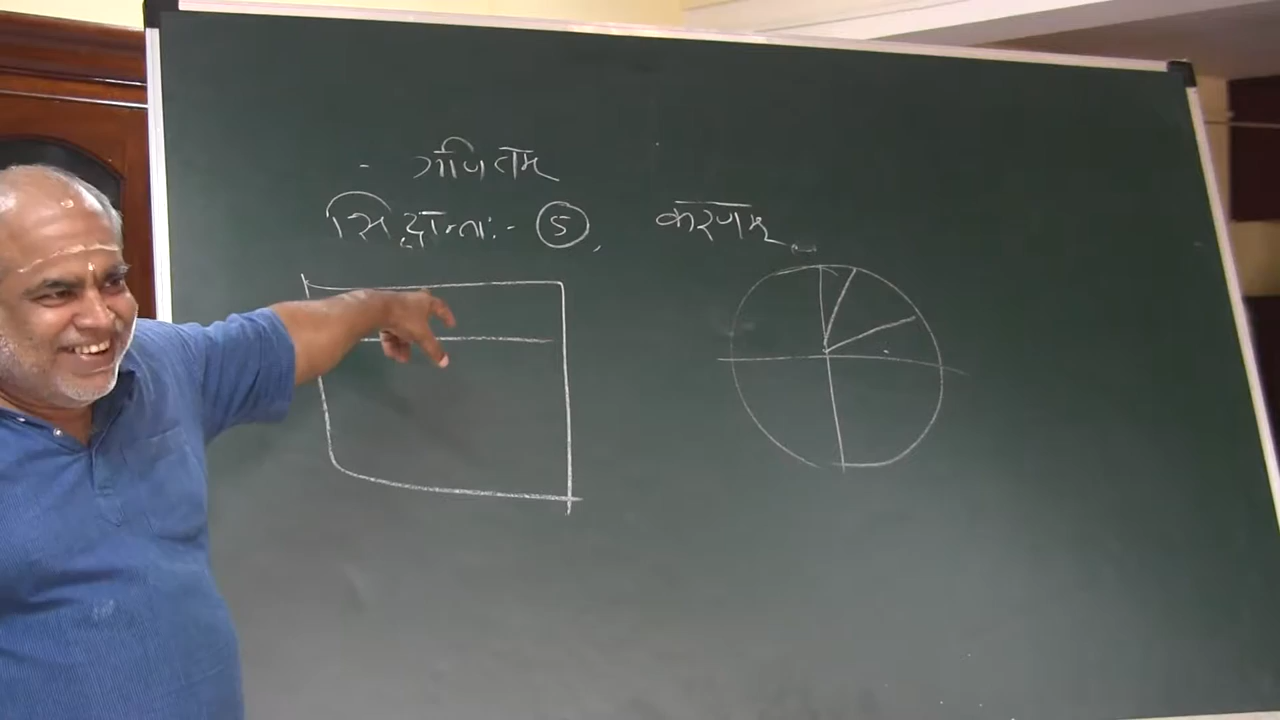 - गणितम्
सिद्धान्ताः - 5, करणम्